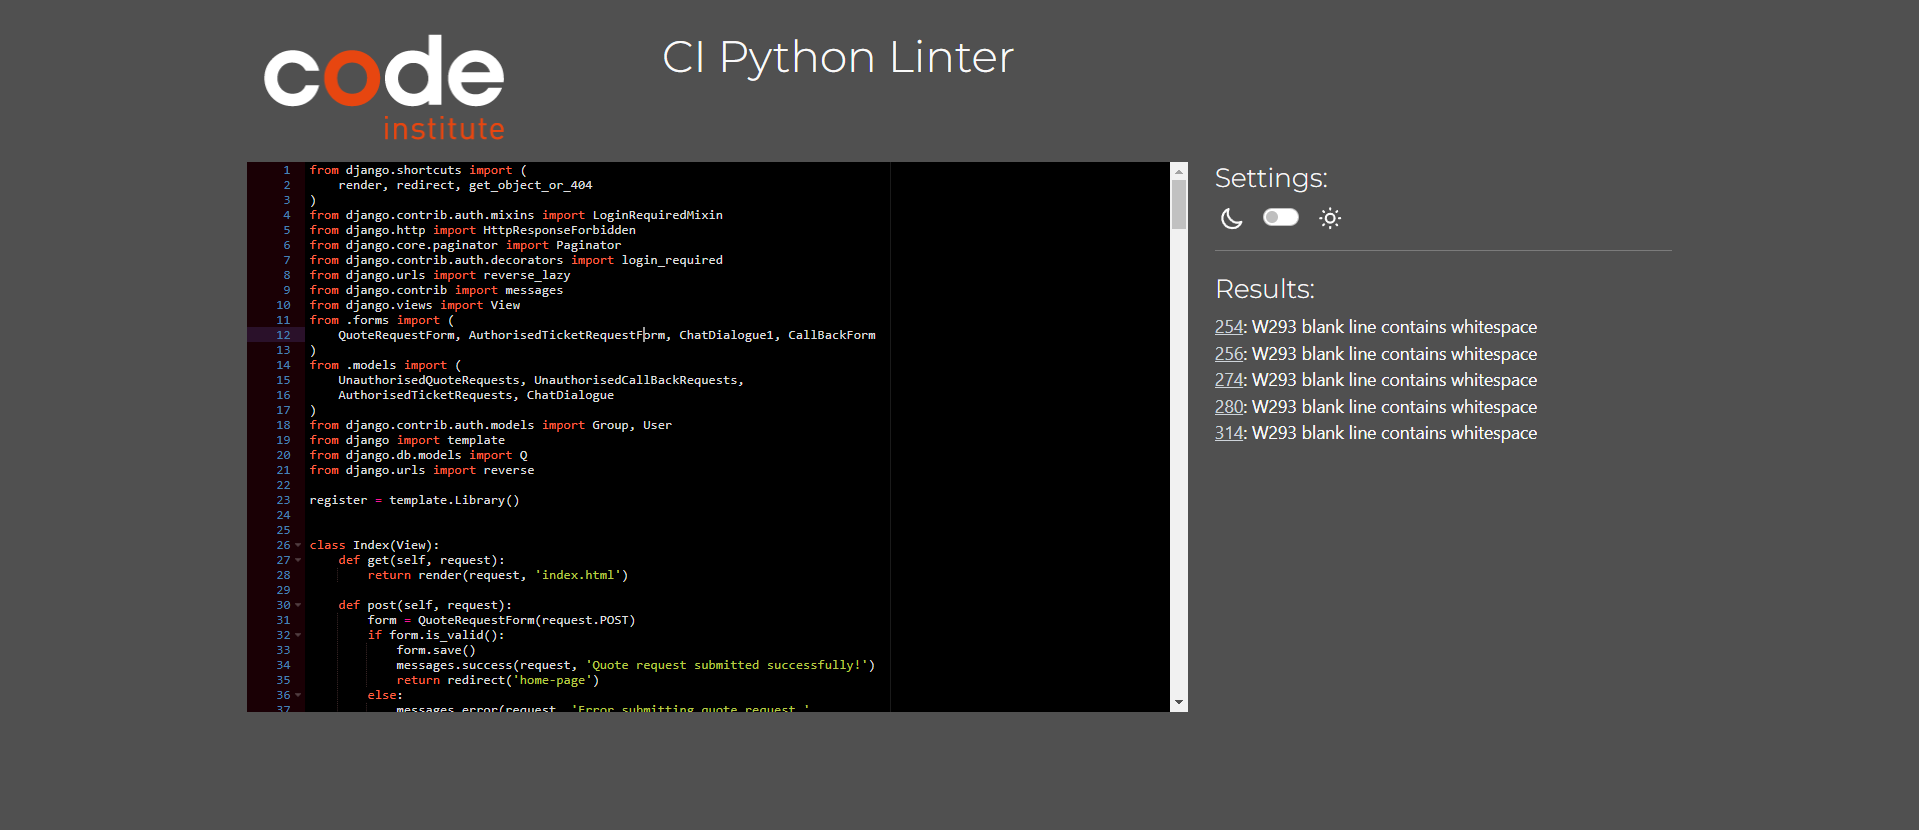 code
institute
CI Python Linter
1 from django.shortcuts import (
2 render, redirect, get_object_or_404
3 )
4 from django.contrib.auth.mixins import LoginRequiredMixin
5 from django.http import HttpResponseForbidden
6 from django.core.paginator import Paginator
7 from django.contrib.auth.decorators import login_required
8 from django.urls import reverse_lazy
9 from django.contrib import messages
10 from django.views import View
11 from .forms import (
12 QuoteRequestForm, AuthorisedTicketRequestForm, ChatDialogue1, CallBackForm
13 )
14 from .models import (
15 UnauthorisedQuoteRequests, UnauthorisedCallBackRequests,
16 AuthorisedTicketRequests, ChatDialogue
17 )
18 from django.contrib.auth.models import Group, User
19 from django import template
20 from django.db.models import Q
21 from django.urls import reverse
22
23 register = template.Library()
24
25
26 class Index(View):
27 def get(self, request):
28 return render(request, 'index.html')
29
30 def post(self, request):
31 form = QuoteRequestForm(request.POST)
32 if form.is_valid():
33 form.save()
34 messages.success(request, 'Quote request submitted successfully!')
35 return redirect('home-page')
36 else:
37 messages.error(request, 'Error submitting quote request.'
Settings:
Results:
254: W293 blank line contains whitespace
256: W293 blank line contains whitespace
274: W293 blank line contains whitespace
280: W293 blank line contains whitespace
314: W293 blank line contains whitespace